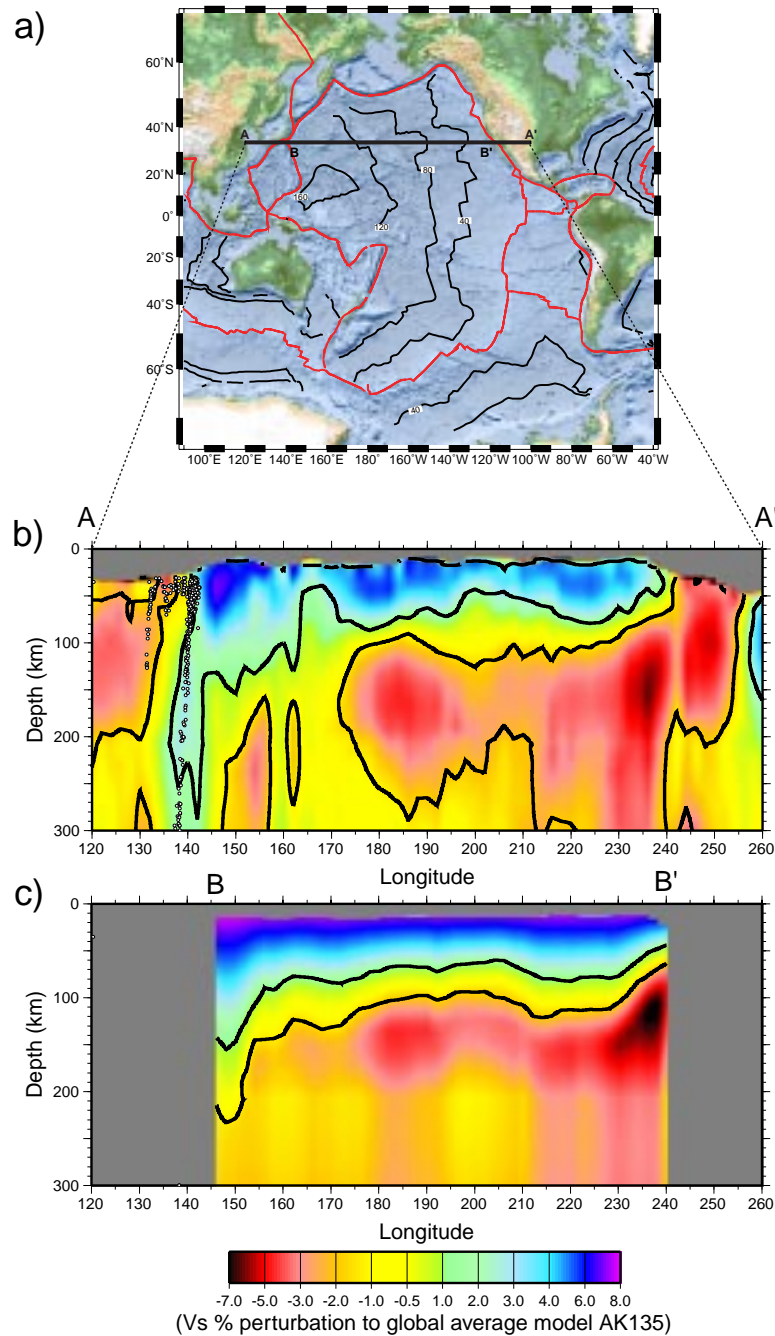 a)
60˚N
40˚N
20˚N
0˚
20˚S
40˚S
60˚S
A
A'
B
B'
80
160
120
40
40
100˚E 120˚E 140˚E 160˚E 180˚ 160˚W 140˚W 120˚W 100˚W 80˚W 60˚W 40˚W
A
A'
b)
0
100
200
300
Depth (km)
120 130 140 150 160 170 180 190 200 210 220 230 240 250 260
Longitude
B
B'
c)
0
100
200
300
Depth (km)
120 130 140 150 160 170 180 190 200 210 220 230 240 250 260
Longitude
-7.0 -5.0 -3.0 -2.0 -1.0 -0.5 1.0 2.0 3.0 4.0 6.0 8.0
(Vs % perturbation to global average model AK135)